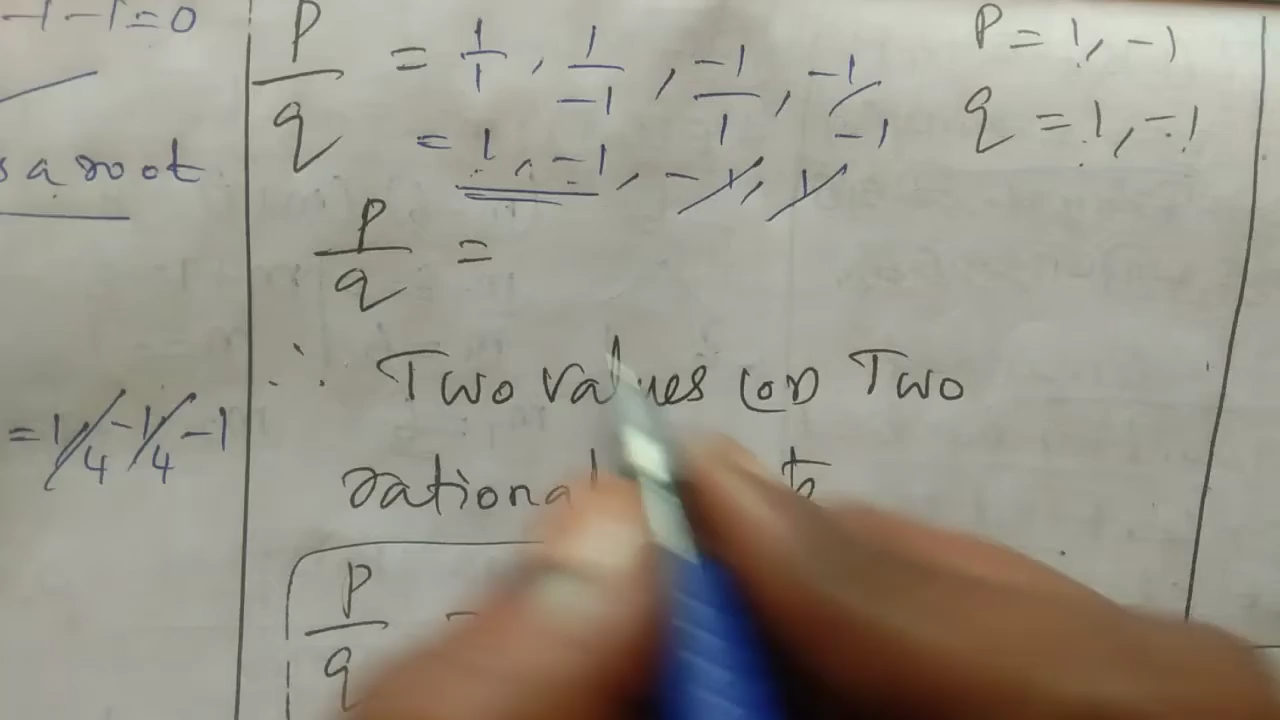 -1-1=0
s a root
= 1/4 - 1/4 - 1
P/q = 1/1, 1/-1, -1/1, -1/-1
= 1, -1, -1, 1
P = 1, -1
q = 1, -1
P/q =
∴ Two values (or) Two
rational
P/q